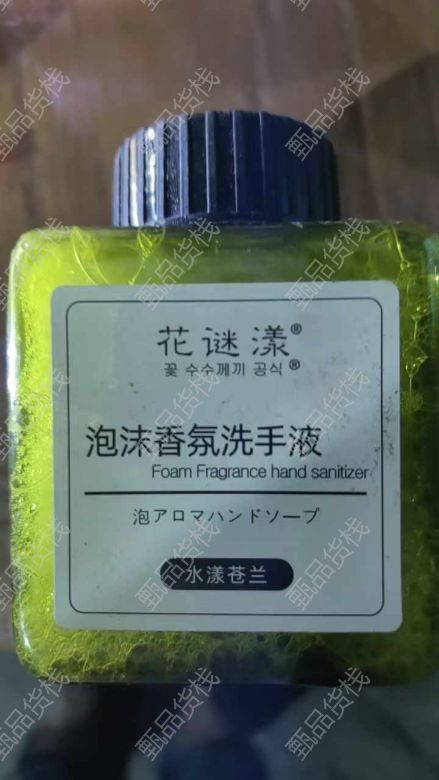 花谜漾®
꽃 수수께끼 공식®
泡沫香氛洗手液
Foam Fragrance hand sanitizer
泡アロマハンドソープ
水漾苍兰
甄品货栈